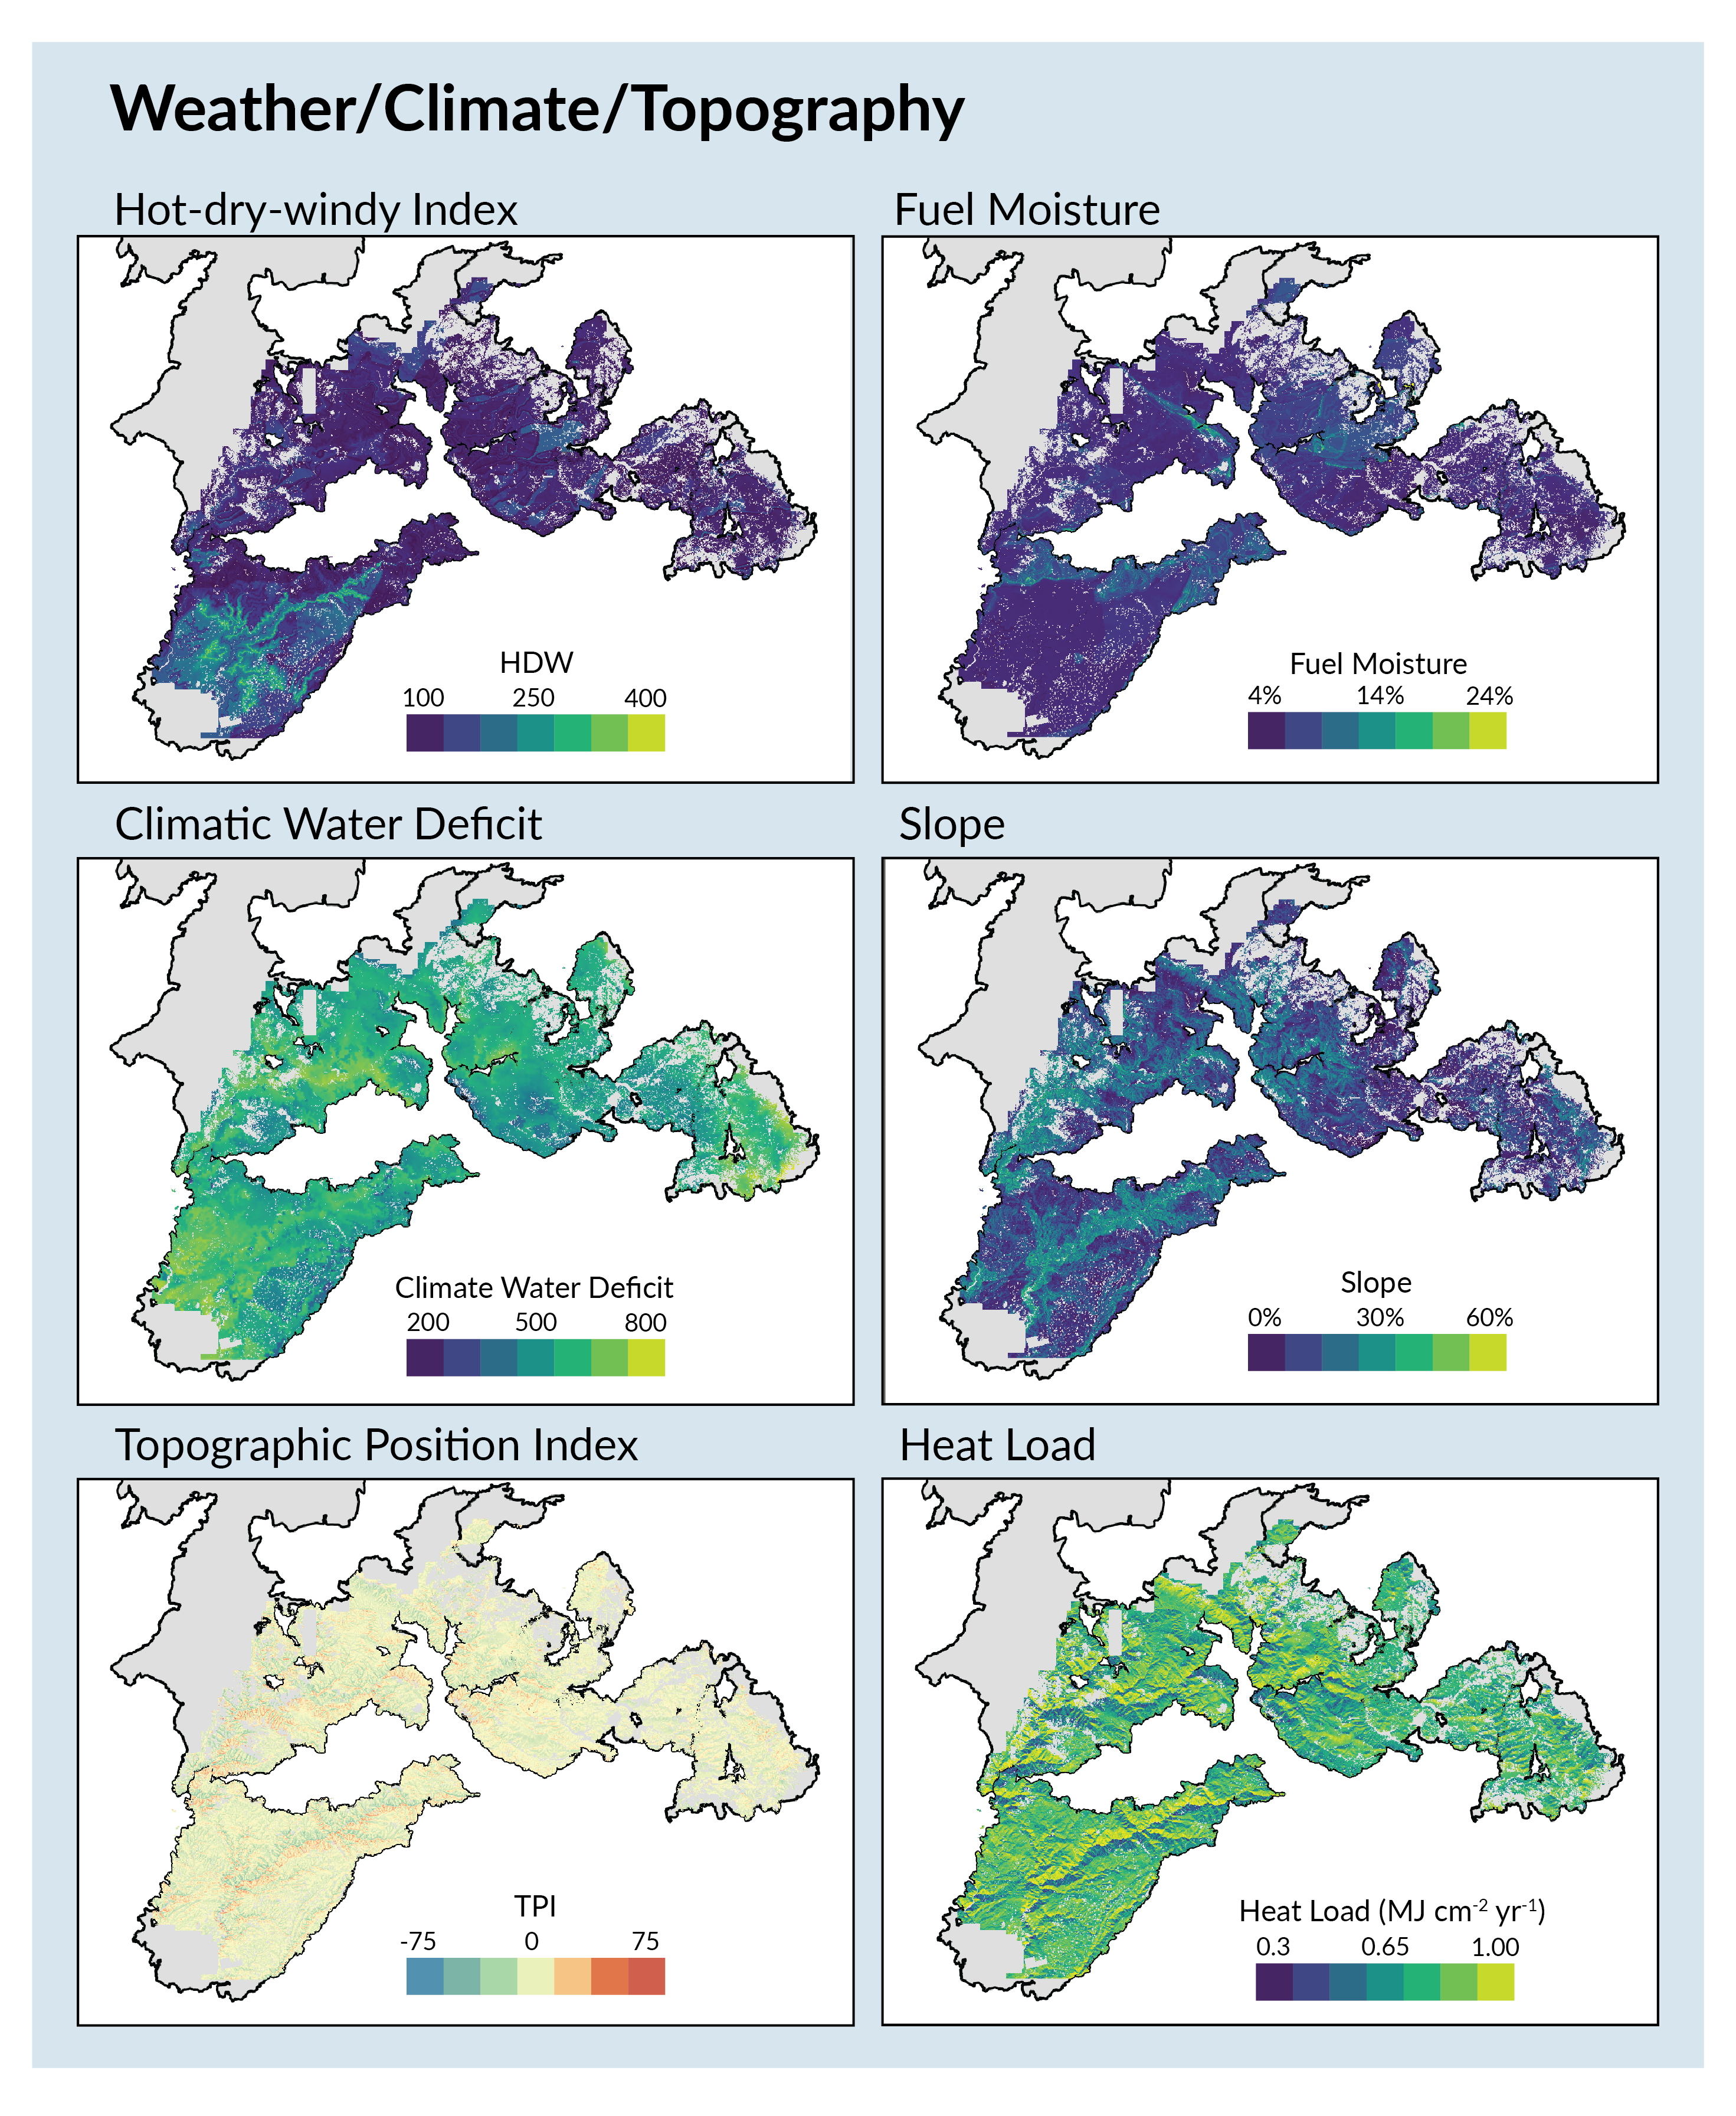 Weather/Climate/Topography
Hot-dry-windy Index
Fuel Moisture
HDW
100 250 400
Fuel Moisture
4% 14% 24%
Climatic Water Deficit
Slope
Climate Water Deficit
200 500 800
Slope
0% 30% 60%
Topographic Position Index
Heat Load
TPI
-75 0 75
Heat Load (MJ cm⁻² yr⁻¹)
0.3 0.65 1.00